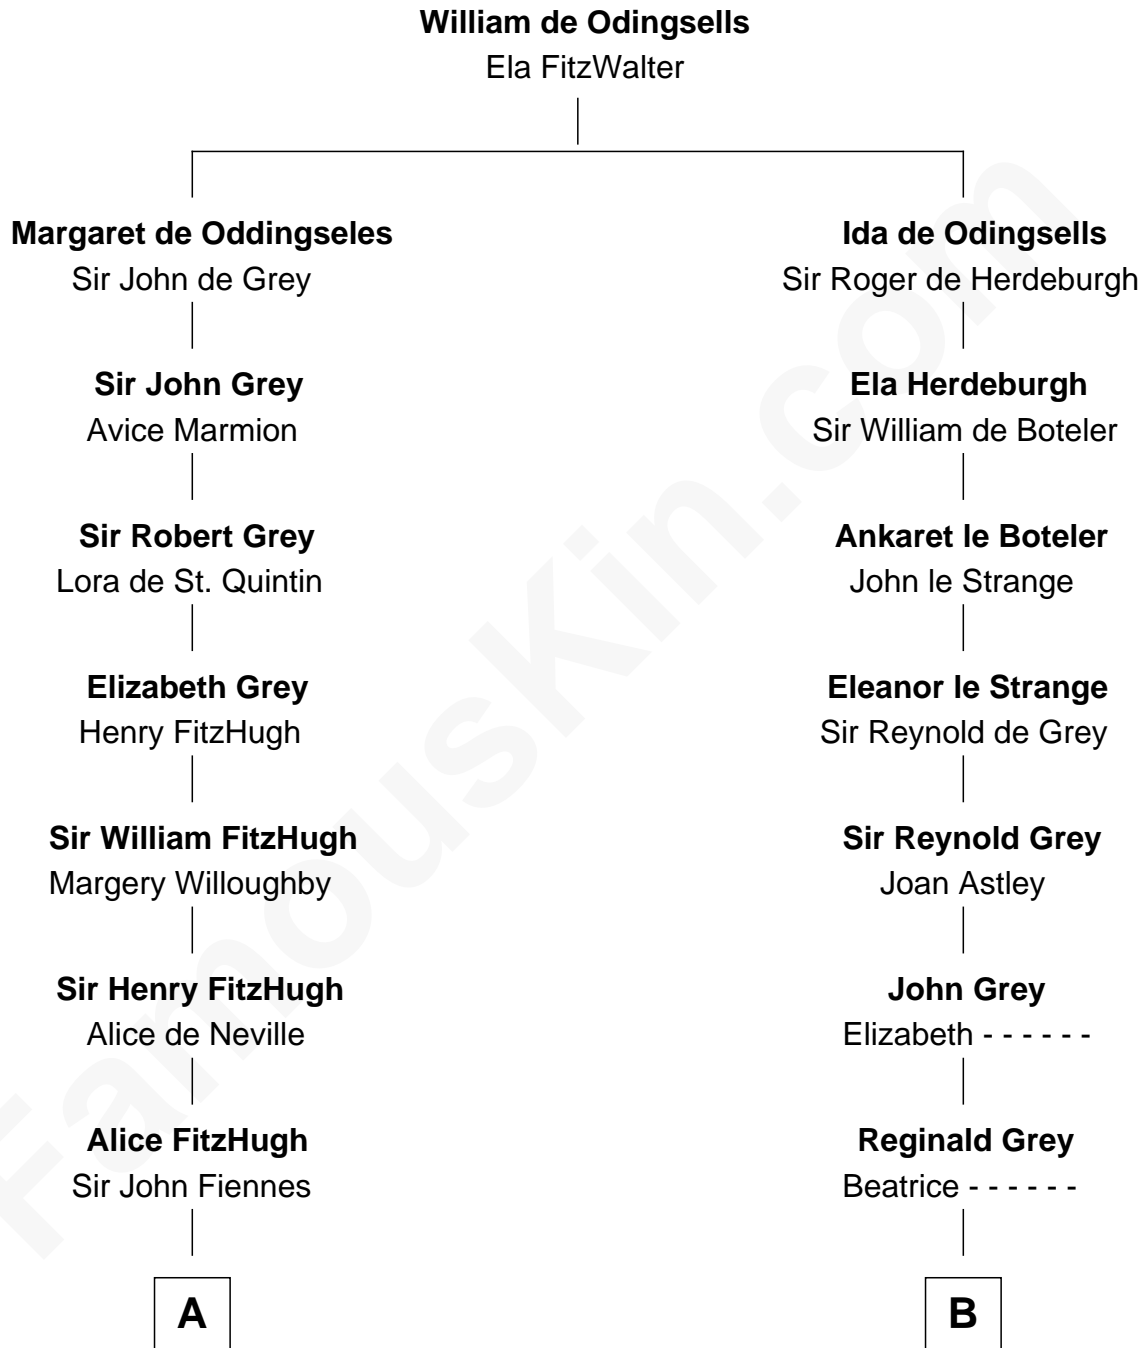 William de Odingsells
Ela FitzWalter
Margaret de Oddingseles
Sir John de Grey
Sir John Grey
Avice Marmion
Sir Robert Grey
Lora de St. Quintin
Elizabeth Grey
Henry FitzHugh
Sir William FitzHugh
Margery Willoughby
Sir Henry FitzHugh
Alice de Neville
Alice FitzHugh
Sir John Fiennes
A
Ida de Odingsells
Sir Roger de Herdeburgh
Ela Herdeburgh
Sir William de Boteler
Ankaret le Boteler
John le Strange
Eleanor le Strange
Sir Reynold de Grey
Sir Reynold Grey
Joan Astley
John Grey
Elizabeth - - - - - -
Reginald Grey
Beatrice - - - - - -
B
FamousKin.com